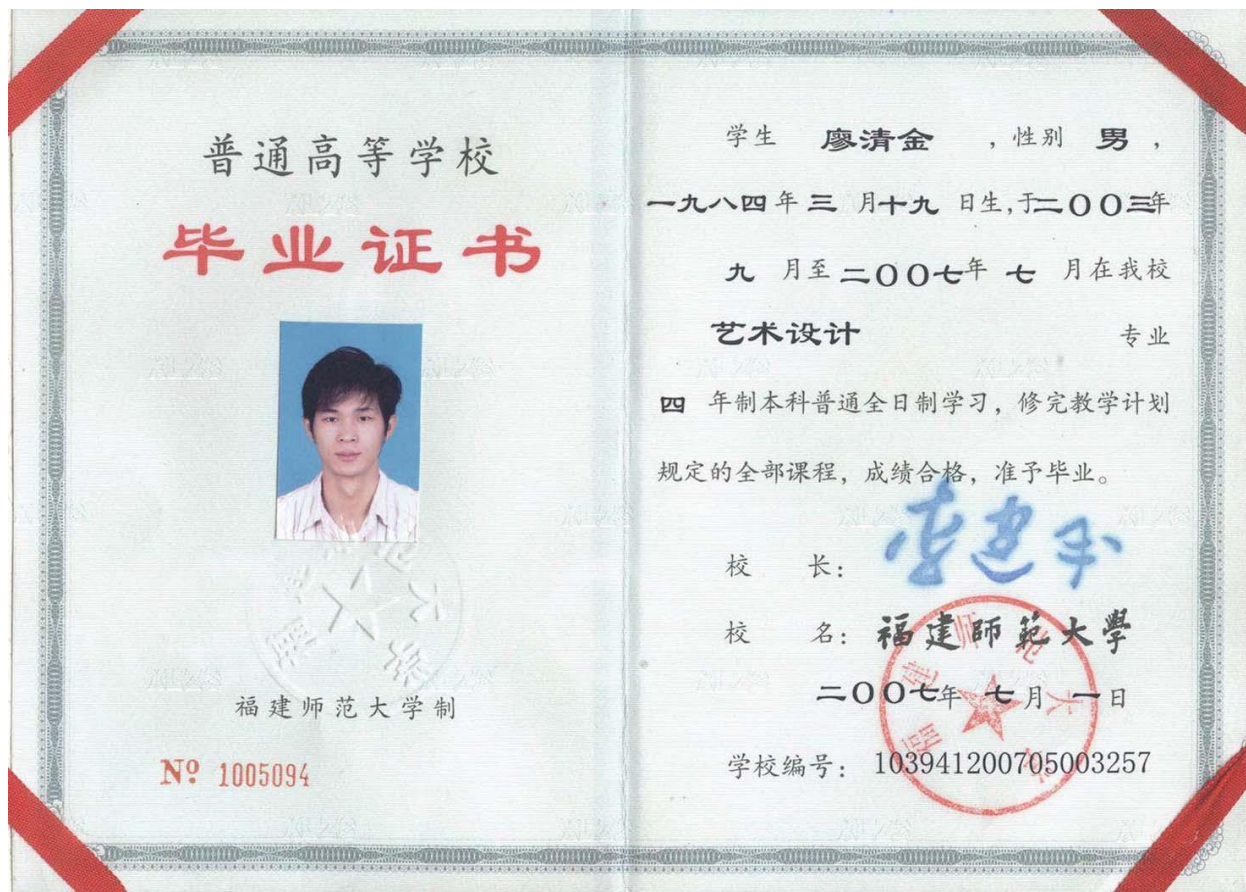 普通高等学校
毕业证书
福建师范大学制
Nº 1005094
学生 廖清金 ，性别 男 ，
一九八四年 三 月十九 日生,于二〇〇三年
九 月至 二〇〇七年 七 月在我校
艺术设计 专业
四 年制本科普通全日制学习，修完教学计划
规定的全部课程，成绩合格，准予毕业。
校 长：
校 名：福建師範大學
二〇〇七年 七 月 一 日
学校编号：103941200705003257
福建师范大学